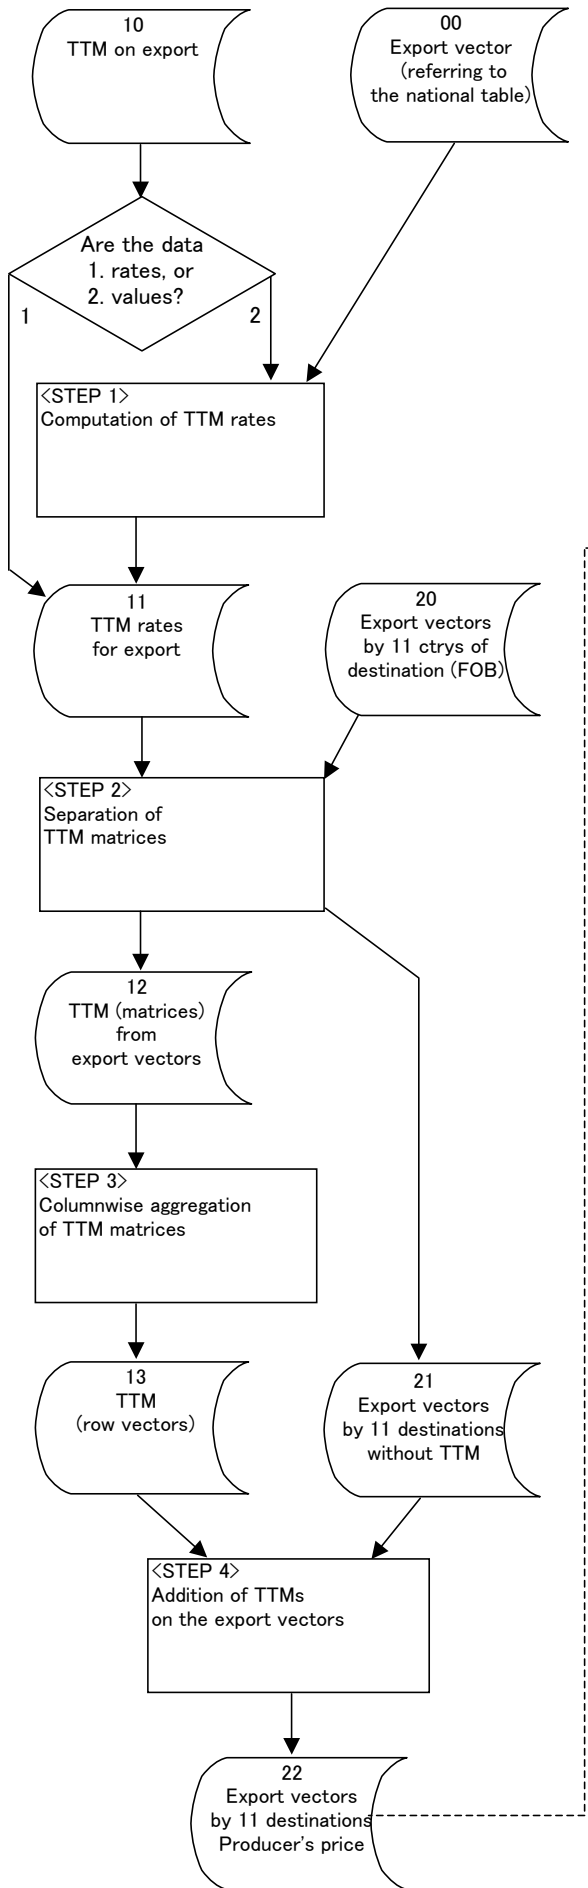 10
TTM on export
00
Export vector
(referring to
the national table)
Are the data
1. rates, or
2. values?
1
2
<STEP 1>
Computation of TTM rates
11
TTM rates
for export
20
Export vectors
by 11 ctrys of
destination (FOB)
<STEP 2>
Separation of
TTM matrices
12
TTM (matrices)
from
export vectors
<STEP 3>
Columnwise aggregation
of TTM matrices
13
TTM
(row vectors)
21
Export vectors
by 11 destinations
without TTM
<STEP 4>
Addition of TTMs
on the export vectors
22
Export vectors
by 11 destinations
Producer's price